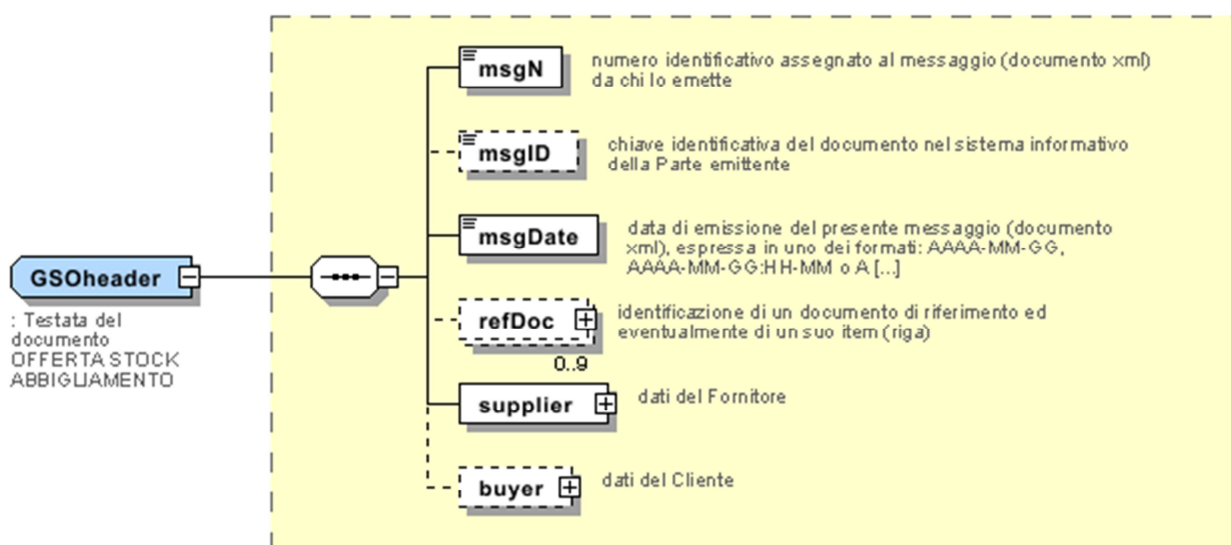 msgN
numero identificativo assegnato al messaggio (documento xml)
da chi lo emette
msgID
chiave identificativa del documento nel sistema informativo
della Parte emittente
msgDate
data di emissione del presente messaggio (documento
xml), espressa in uno dei formati: AAAA-MM-GG,
AAAA-MM-GG:HH-MM o A [...]
GSOheader
: Testata del
documento
OFFERTA STOCK
ABBIGLIAMENTO
refDoc
identificazione di un documento di riferimento ed
eventualmente di un suo item (riga)
0..9
supplier
dati del Fornitore
buyer
dati del Cliente